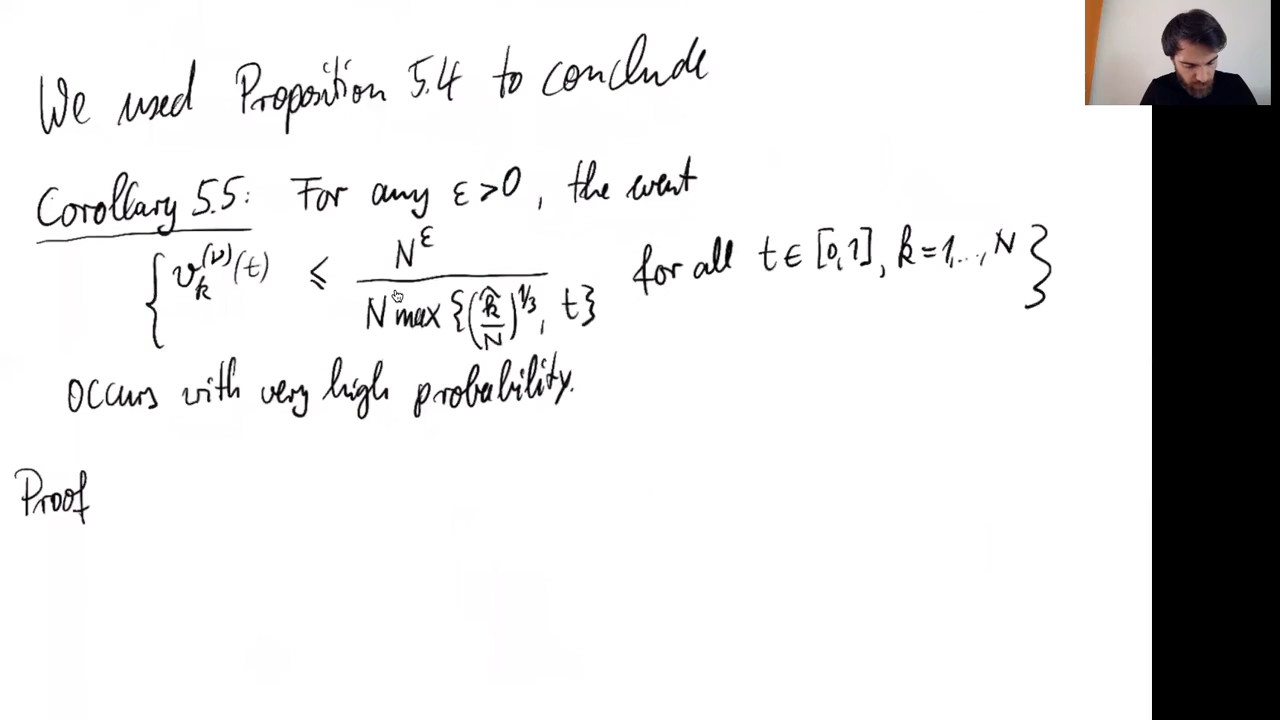 We used Proposition 5.4 to conclude
Corollary 5.5: For any ε>0, the event
{ v_k^{(ν)}(t) ≤ N^ε / (N max{(k̂/N)^{1/3}, t}) for all t ∈ [0,1], k=1,..,N }
occurs with very high probability.
Proof